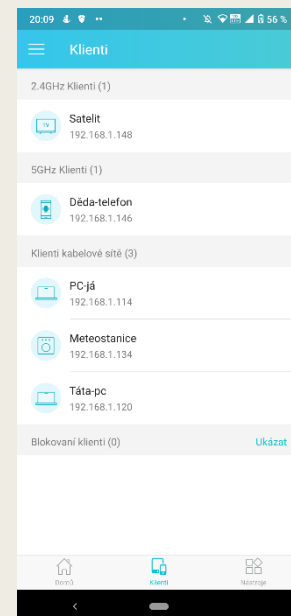 20:09 56 %
Klienti
2.4GHz Klienti (1)
TV
Satelit
192.168.1.148
5GHz Klienti (1)
Děda-telefon
192.168.1.146
Klienti kabelové sítě (3)
PC-já
192.168.1.114
Meteostanice
192.168.1.134
Táta-pc
192.168.1.120
Blokovaní klienti (0) Ukázat
Domů Klienti Nástroje